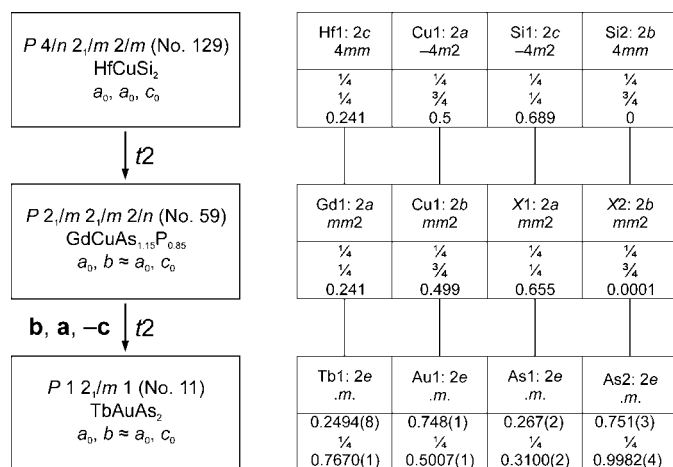 P 4/n 2₁/m 2/m (No. 129)
HfCuSi₂
a₀, a₀, c₀
Hf1: 2c Cu1: 2a Si1: 2c Si2: 2b
4mm –4m2 –4m2 4mm
¼ ¼ ¼ ¼
¼ ¾ ¼ ¾
0.241 0.5 0.689 0
t2
P 2₁/m 2₁/m 2/n (No. 59)
GdCuAs₁.₁₅P₀.₈₅
a₀, b ≈ a₀, c₀
Gd1: 2a Cu1: 2b X1: 2a X2: 2b
mm2 mm2 mm2 mm2
¼ ¼ ¼ ¼
¼ ¾ ¼ ¾
0.241 0.499 0.655 0.0001
b, a, –c t2
P 1 2₁/m 1 (No. 11)
TbAuAs₂
a₀, b ≈ a₀, c₀
Tb1: 2e Au1: 2e As1: 2e As2: 2e
.m. .m. .m. .m.
0.2494(8) 0.748(1) 0.267(2) 0.751(3)
¼ ¼ ¼ ¼
0.7670(1) 0.5007(1) 0.3100(2) 0.9982(4)